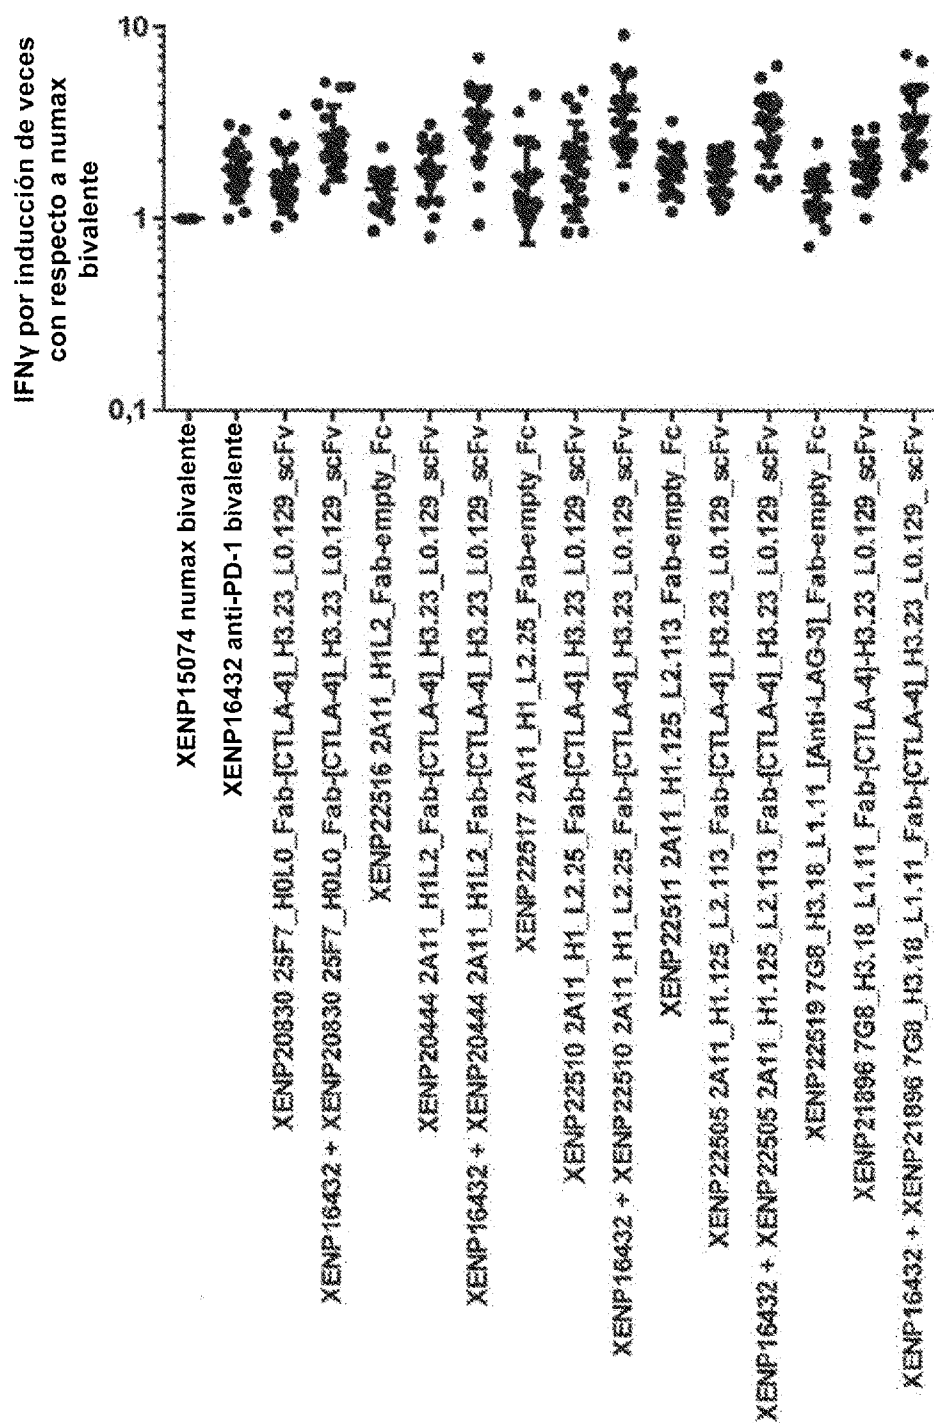 IFNγ por inducción de veces
con respecto a numax
bivalente
10
1
0,1
XENP15074 numax bivalente
XENP16432 anti-PD-1 bivalente
XENP20830 25F7_H0L0_Fab-[CTLA-4]_H3.23_L0.129_scFv
XENP16432 + XENP20830 25F7_H0L0_Fab-[CTLA-4]_H3.23_L0.129_scFv
XENP22516 2A11_H1L2_Fab-empty_Fc
XENP20444 2A11_H1L2_Fab-[CTLA-4]_H3.23_L0.129_scFv
XENP16432 + XENP20444 2A11_H1L2_Fab-[CTLA-4]_H3.23_L0.129_scFv
XENP22517 2A11_H1_L2.25_Fab-empty_Fc
XENP22510 2A11_H1_L2.25_Fab-[CTLA-4]_H3.23_L0.129_scFv
XENP16432 + XENP22510 2A11_H1_L2.25_Fab-[CTLA-4]_H3.23_L0.129_scFv
XENP22511 2A11_H1.125_L2.113_Fab-empty_Fc
XENP22505 2A11_H1.125_L2.113_Fab-[CTLA-4]_H3.23_L0.129_scFv
XENP16432 + XENP22505 2A11_H1.125_L2.113_Fab-[CTLA-4]_H3.23_L0.129_scFv
XENP22519 7G8_H3.18_L1.11_[Anti-LAG-3]_Fab-empty_Fc
XENP21896 7G8_H3.18_L1.11_Fab-[CTLA-4]-H3.23_L0.129_scFv
XENP16432 + XENP21896 7G8_H3.18_L1.11_Fab-[CTLA-4]_H3.23_L0.129_scFv